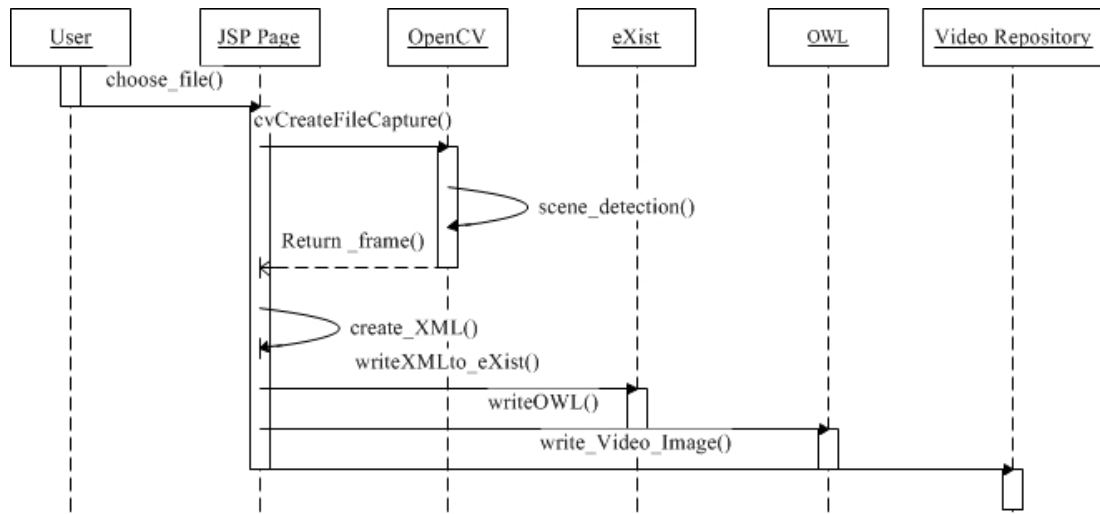 User
JSP Page
OpenCV
eXist
OWL
Video Repository
choose_file()
cvCreateFileCapture()
scene_detection()
Return _frame()
create_XML()
writeXMLto_eXist()
writeOWL()
write_Video_Image()